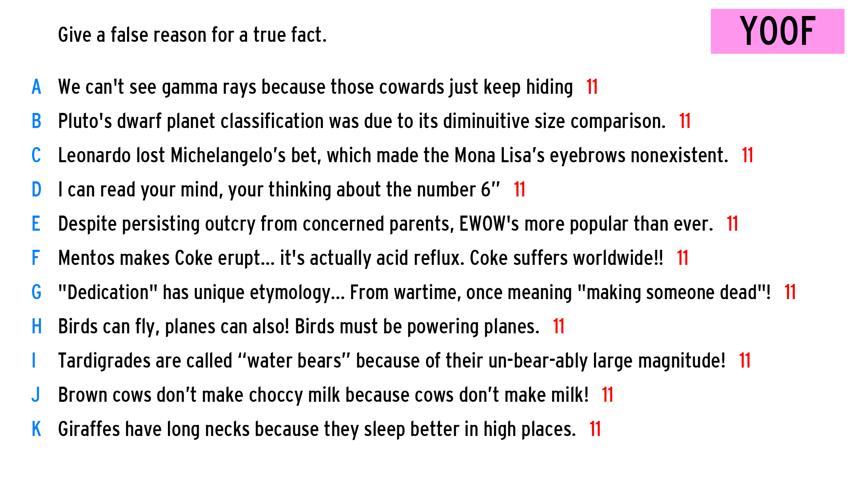 Give a false reason for a true fact.
YOOF
A We can't see gamma rays because those cowards just keep hiding 11
B Pluto's dwarf planet classification was due to its diminuitive size comparison. 11
C Leonardo lost Michelangelo’s bet, which made the Mona Lisa’s eyebrows nonexistent. 11
D I can read your mind, your thinking about the number 6” 11
E Despite persisting outcry from concerned parents, EWOW's more popular than ever. 11
F Mentos makes Coke erupt... it's actually acid reflux. Coke suffers worldwide!! 11
G "Dedication" has unique etymology... From wartime, once meaning "making someone dead"! 11
H Birds can fly, planes can also! Birds must be powering planes. 11
I Tardigrades are called “water bears” because of their un-bear-ably large magnitude! 11
J Brown cows don’t make choccy milk because cows don’t make milk! 11
K Giraffes have long necks because they sleep better in high places. 11